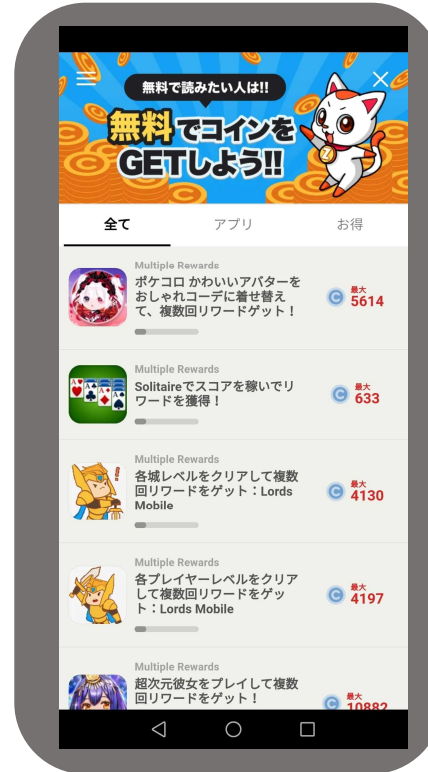 無料で読みたい人は!!
無料でコインを
GETしよう!!
Z
全て
アプリ
お得
Multiple Rewards
ポケコロ かわいいアバターを
おしゃれコーデに着せ替え
て、複数回リワードゲット！
C 最大
5614
Multiple Rewards
Solitaireでスコアを稼いでリ
ワードを獲得！
A A A A
C 最大
633
Multiple Rewards
各城レベルをクリアして複数
回リワードをゲット：Lords
Mobile
C 最大
4130
Multiple Rewards
各プレイヤーレベルをクリア
して複数回リワードをゲッ
ト：Lords Mobile
C 最大
4197
Multiple Rewards
超次元彼女をプレイして複数
回リワードをゲット！
C 最大
10882